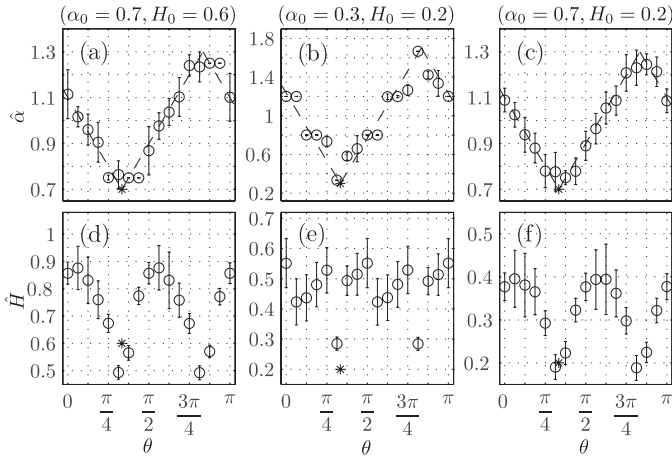 (α₀ = 0.7, H₀ = 0.6) (α₀ = 0.3, H₀ = 0.2) (α₀ = 0.7, H₀ = 0.2)
(a) (b) (c)
1.3 1.8 1.3
1.4
1.1 1.1
α̂ 1
0.9 0.9
0.6
0.7 0.2 0.7
(d) (e) (f)
1 0.7
0.9 0.6 0.4
0.8 0.5
Ĥ 0.7 0.4 0.3
0.6 0.3
0.5 0.2 0.2
0 π/4 π/2 3π/4 π 0 π/4 π/2 3π/4 π 0 π/4 π/2 3π/4 π
θ θ θ